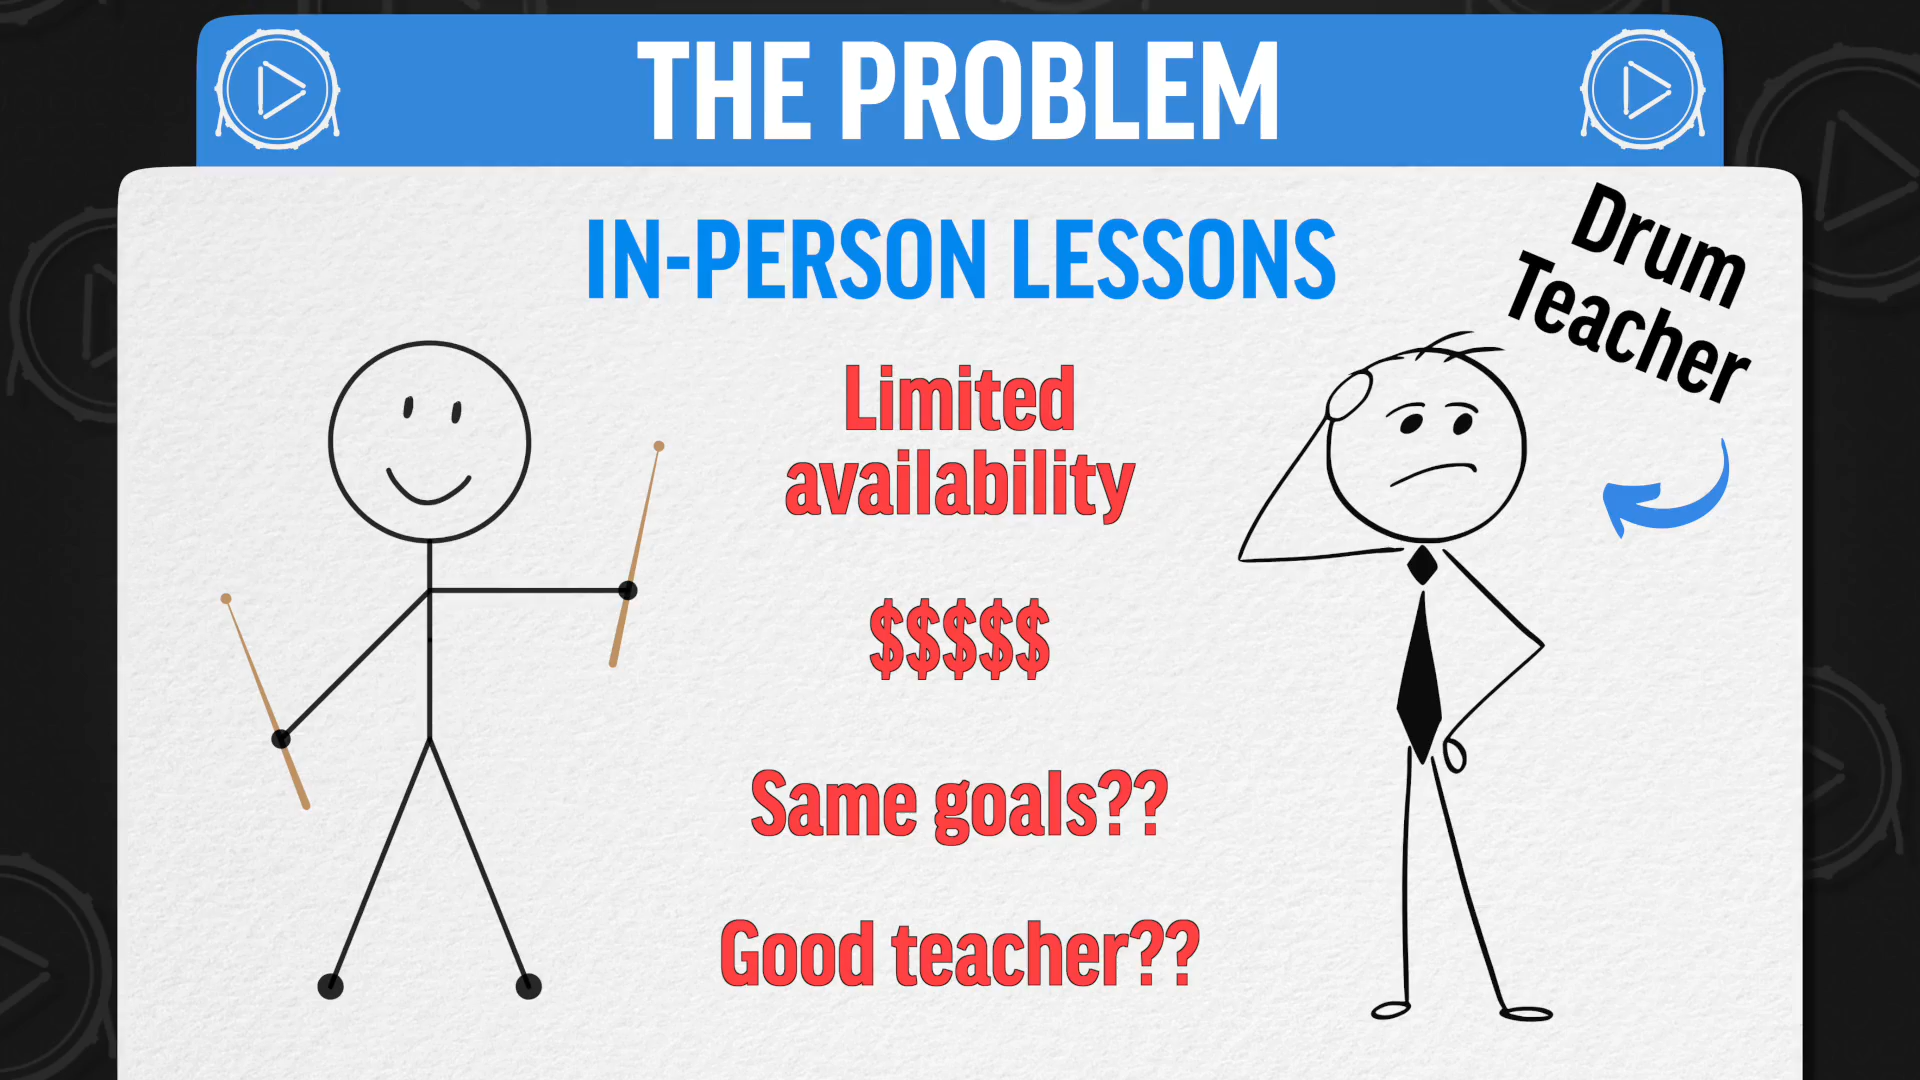 THE PROBLEM
IN-PERSON LESSONS
Drum
Teacher
Limited
availability
$$$$$
Same goals??
Good teacher??